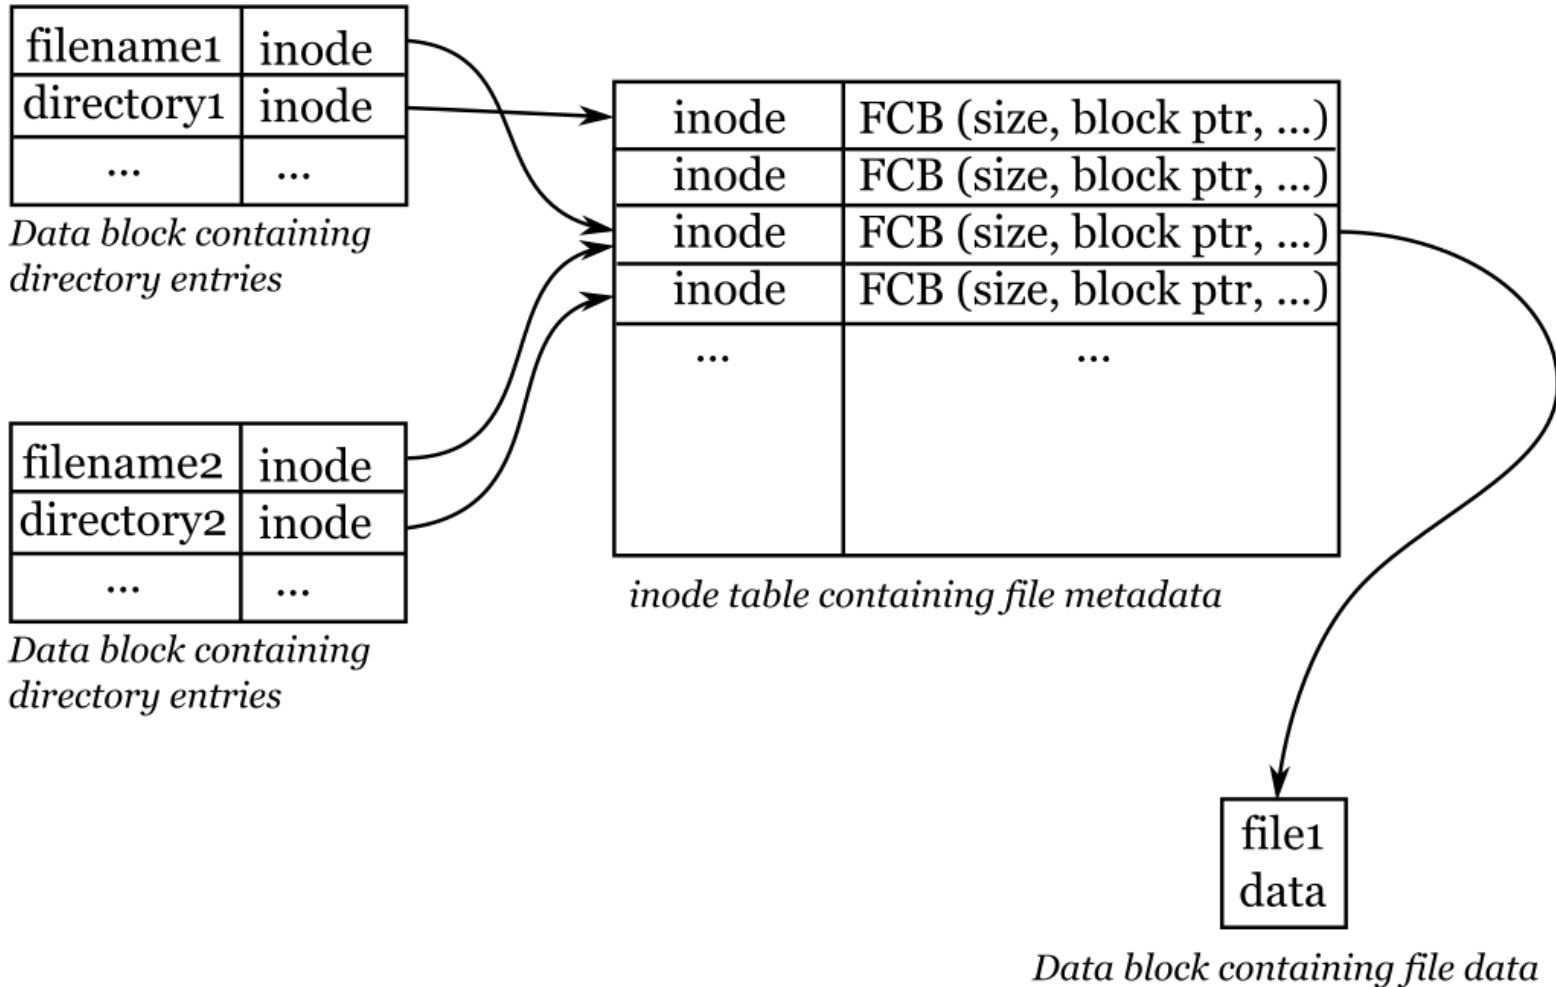 filename1 inode
directory1 inode
... ...
Data block containing
directory entries
inode FCB (size, block ptr, ...)
inode FCB (size, block ptr, ...)
inode FCB (size, block ptr, ...)
inode FCB (size, block ptr, ...)
... ...
inode table containing file metadata
filename2 inode
directory2 inode
... ...
Data block containing
directory entries
file1
data
Data block containing file data